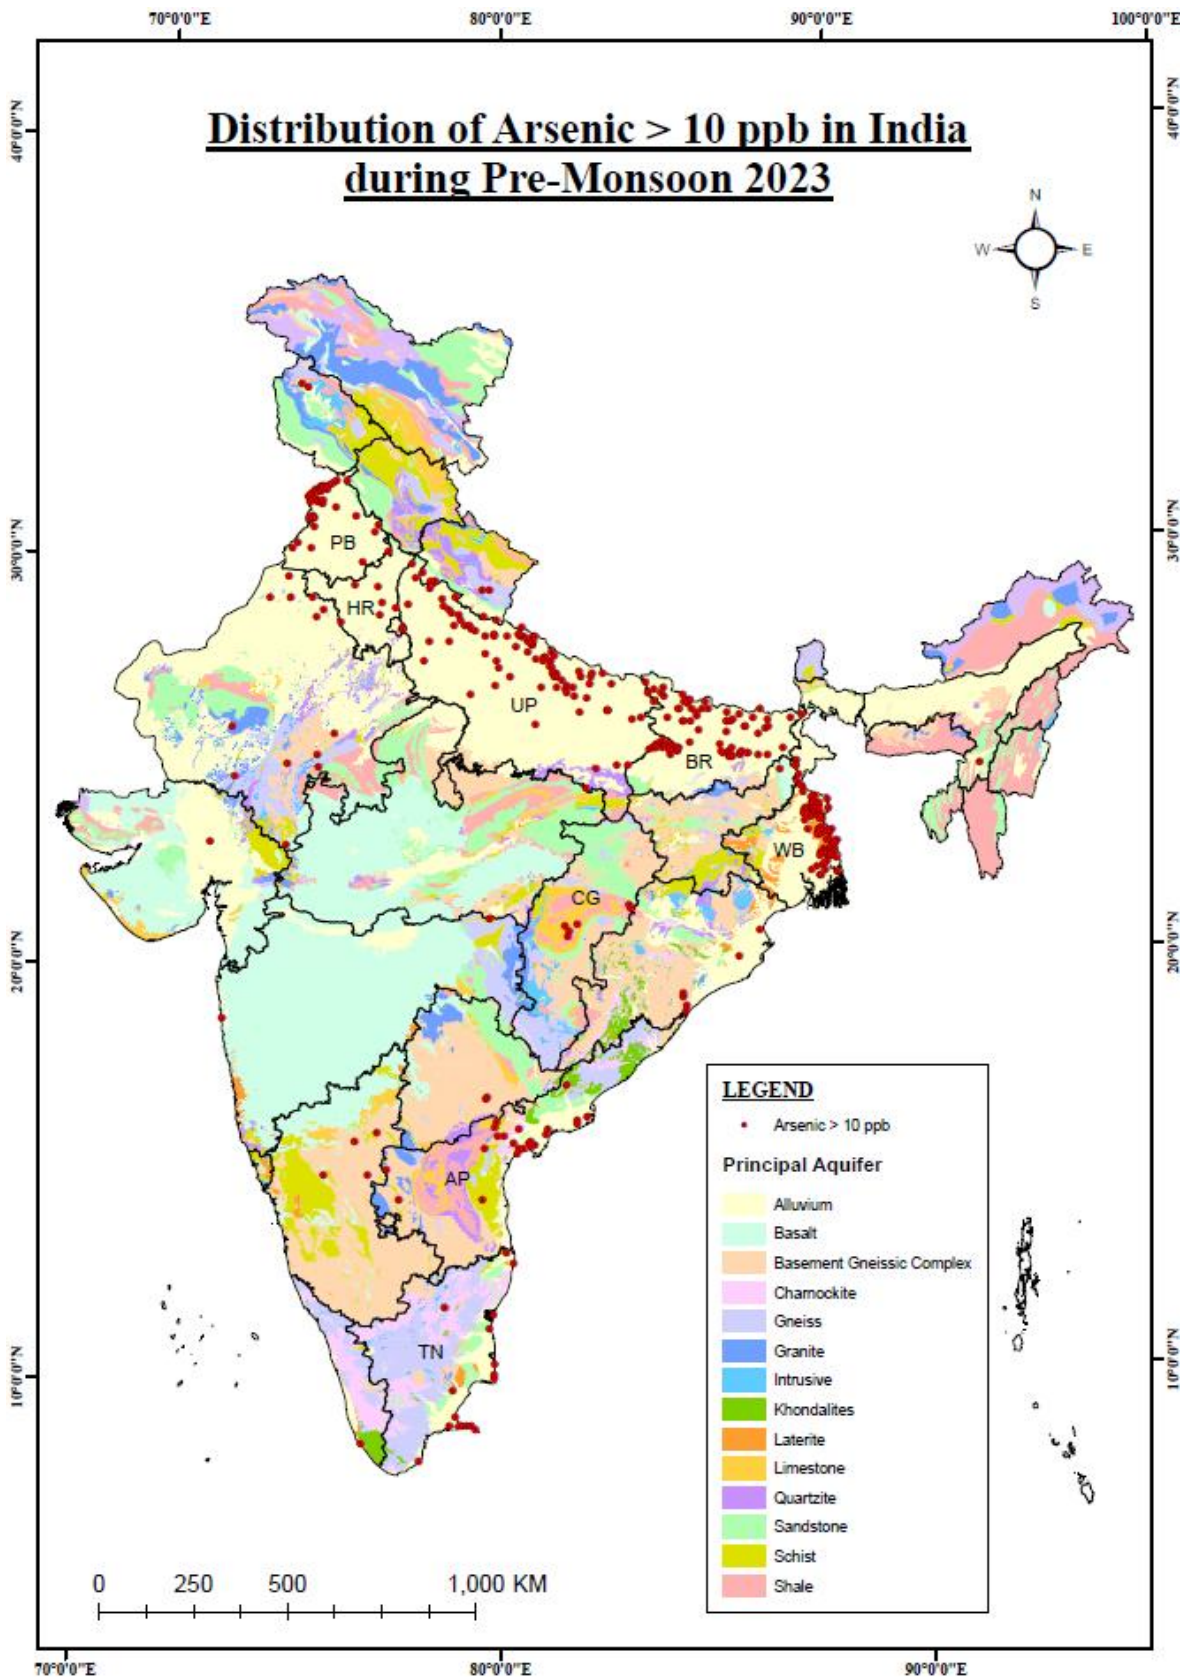 70°0'0"E 80°0'0"E 90°0'0"E 100°0'0"E
Distribution of Arsenic > 10 ppb in India
during Pre-Monsoon 2023
N
W E
S
40°0'0"N 40°0'0"N
30°0'0"N 30°0'0"N
20°0'0"N 20°0'0"N
10°0'0"N 10°0'0"N
PB
HR
UP
BR
WB
CG
AP
TN
LEGEND
Arsenic > 10 ppb
Principal Aquifer
Alluvium
Basalt
Basement Gneissic Complex
Charnockite
Gneiss
Granite
Intrusive
Khondalites
Laterite
Limestone
Quartzite
Sandstone
Schist
Shale
0 250 500 1,000 KM
70°0'0"E 80°0'0"E 90°0'0"E